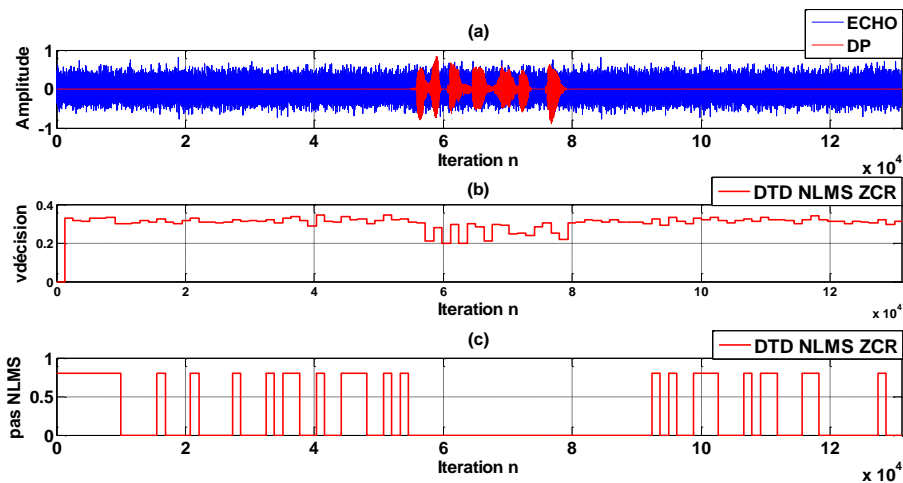 (a)
ECHO
DP
Amplitude
1
0
-1
0 2 4 6 8 10 12
Iteration n
x 10^4
(b)
DTD NLMS ZCR
vdécision
0.4
0.2
0
0 2 4 6 8 10 12
Iteration n
x 10^4
(c)
DTD NLMS ZCR
pas NLMS
1
0.5
0
0 2 4 6 8 10 12
Iteration n
x 10^4